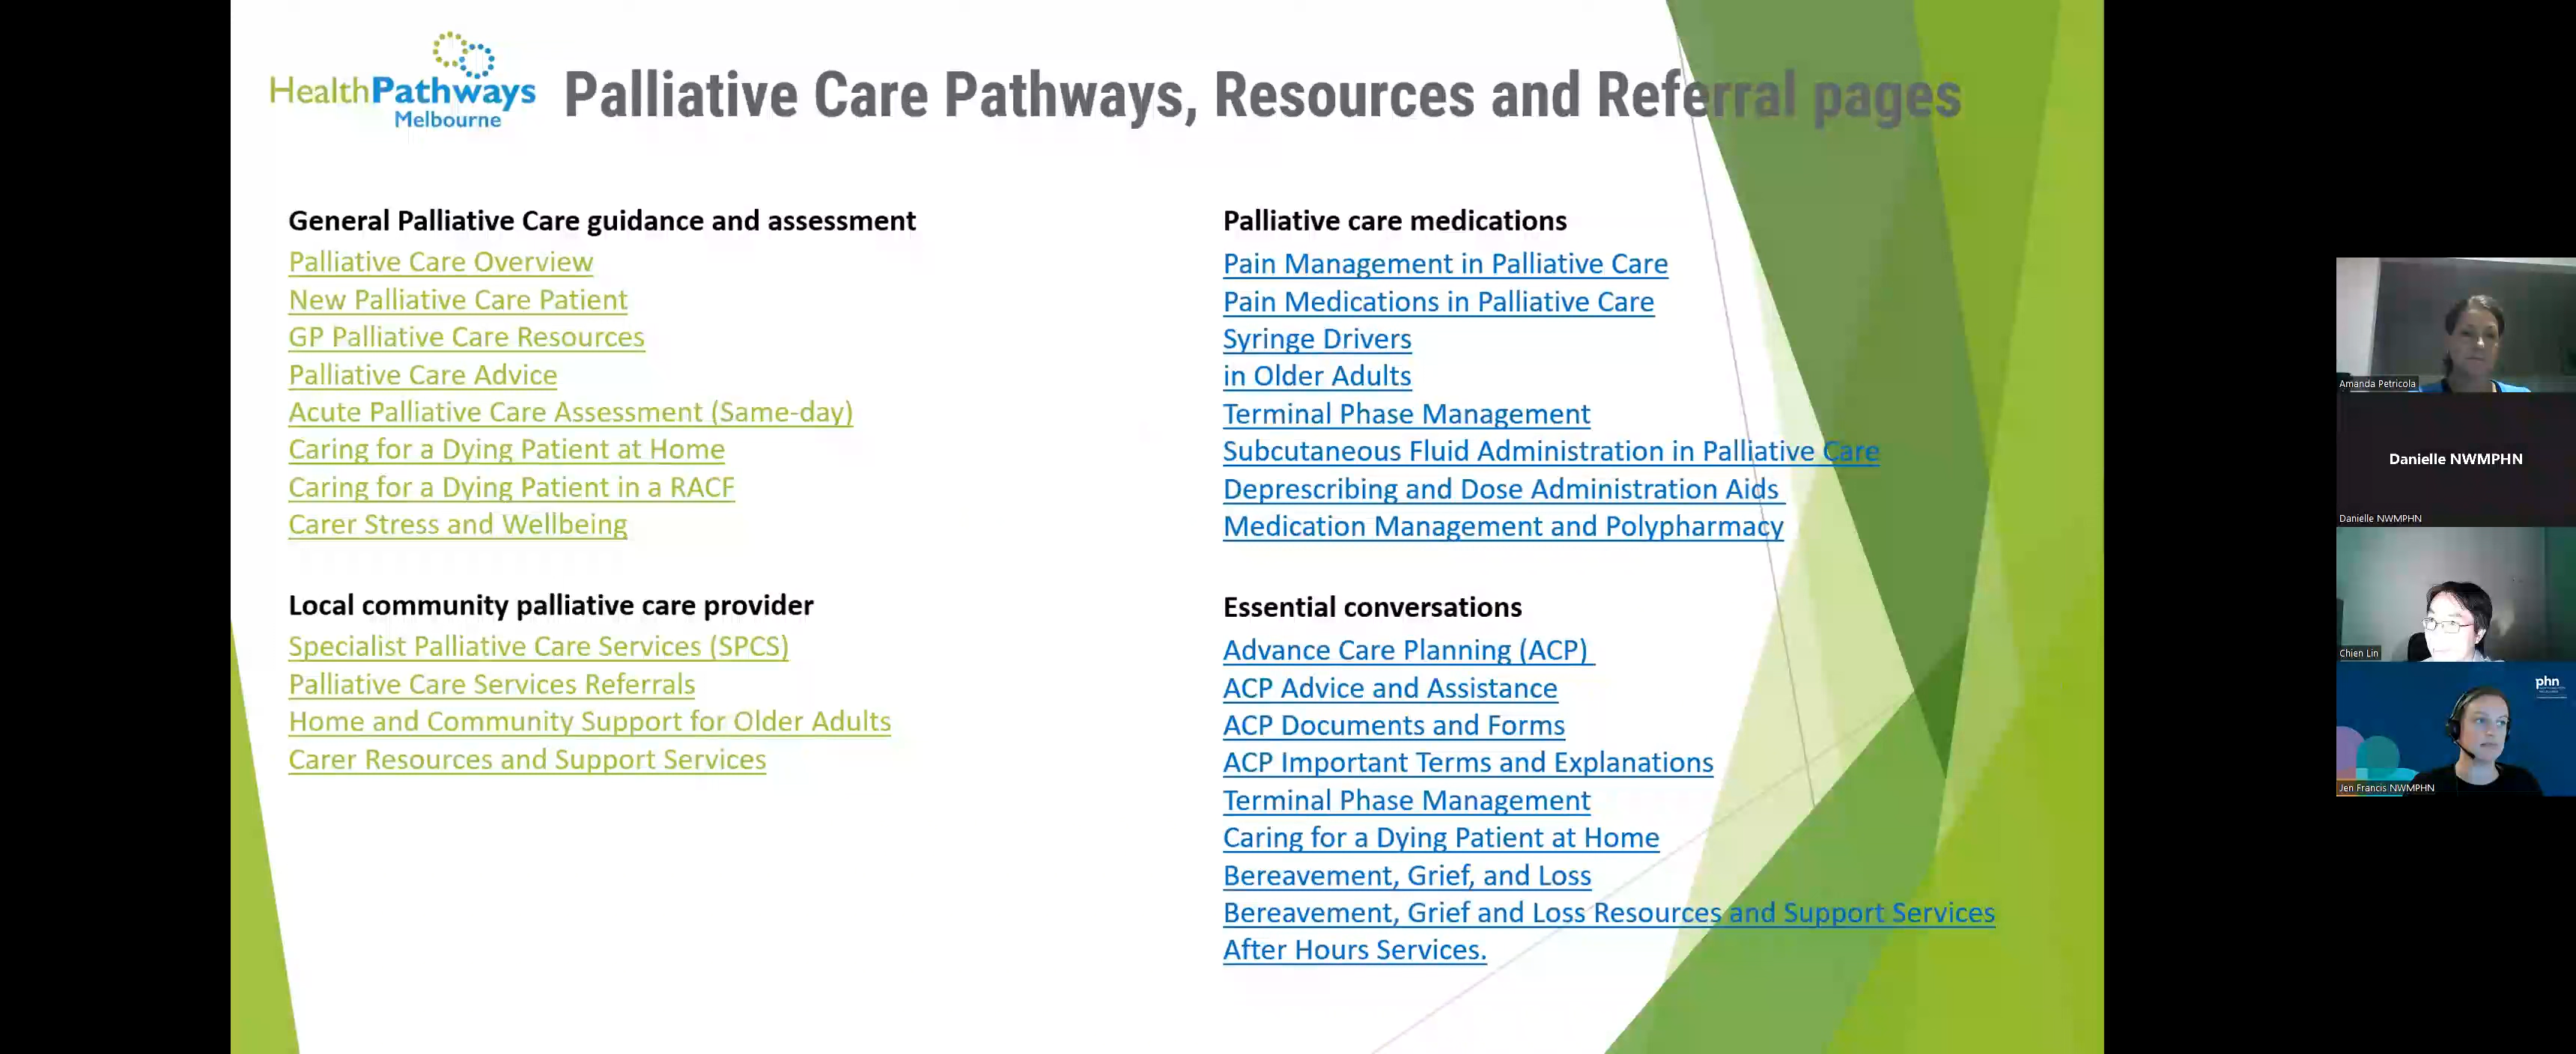 HealthPathways
Melbourne
Palliative Care Pathways, Resources and Referral pages
General Palliative Care guidance and assessment
Palliative Care Overview
New Palliative Care Patient
GP Palliative Care Resources
Palliative Care Advice
Acute Palliative Care Assessment (Same-day)
Caring for a Dying Patient at Home
Caring for a Dying Patient in a RACF
Carer Stress and Wellbeing
Local community palliative care provider
Specialist Palliative Care Services (SPCS)
Palliative Care Services Referrals
Home and Community Support for Older Adults
Carer Resources and Support Services
Palliative care medications
Pain Management in Palliative Care
Pain Medications in Palliative Care
Syringe Drivers
in Older Adults
Terminal Phase Management
Subcutaneous Fluid Administration in Palliative Care
Deprescribing and Dose Administration Aids
Medication Management and Polypharmacy
Essential conversations
Advance Care Planning (ACP)
ACP Advice and Assistance
ACP Documents and Forms
ACP Important Terms and Explanations
Terminal Phase Management
Caring for a Dying Patient at Home
Bereavement, Grief, and Loss
Bereavement, Grief and Loss Resources and Support Services
After Hours Services.
Amanda Petricola
Danielle NWMPHN
Danielle NWMPHN
Chien Lin
phn
Jen Francis NWMPHN